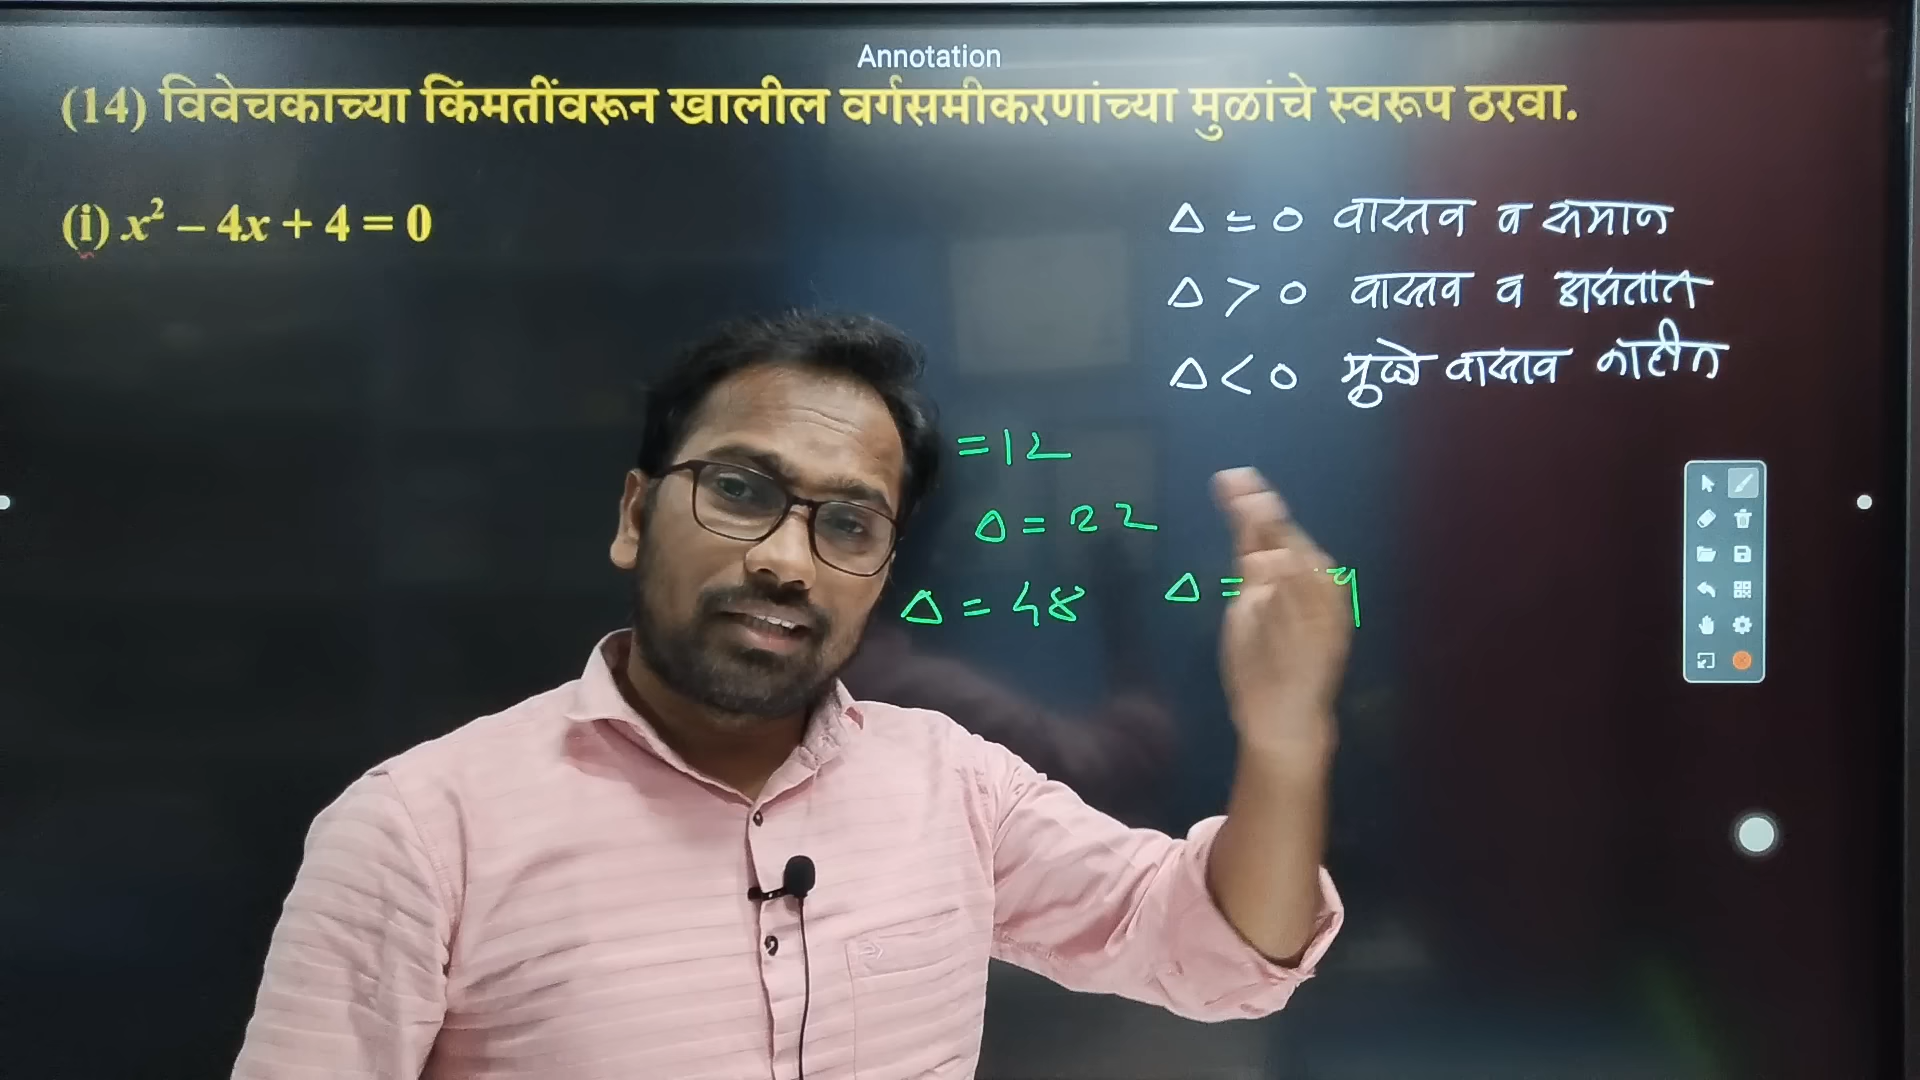 Annotation
(14) विवेचकाच्या किंमतींवरून खालील वर्गसमीकरणांच्या मुळांचे स्वरूप ठरवा.
(i) x² – 4x + 4 = 0
Δ = 0 वास्तव व समान
Δ > 0 वास्तव व असमान
Δ < 0 मुळे वास्तव नाहीत
= 12
Δ = 22
Δ = 48 Δ =